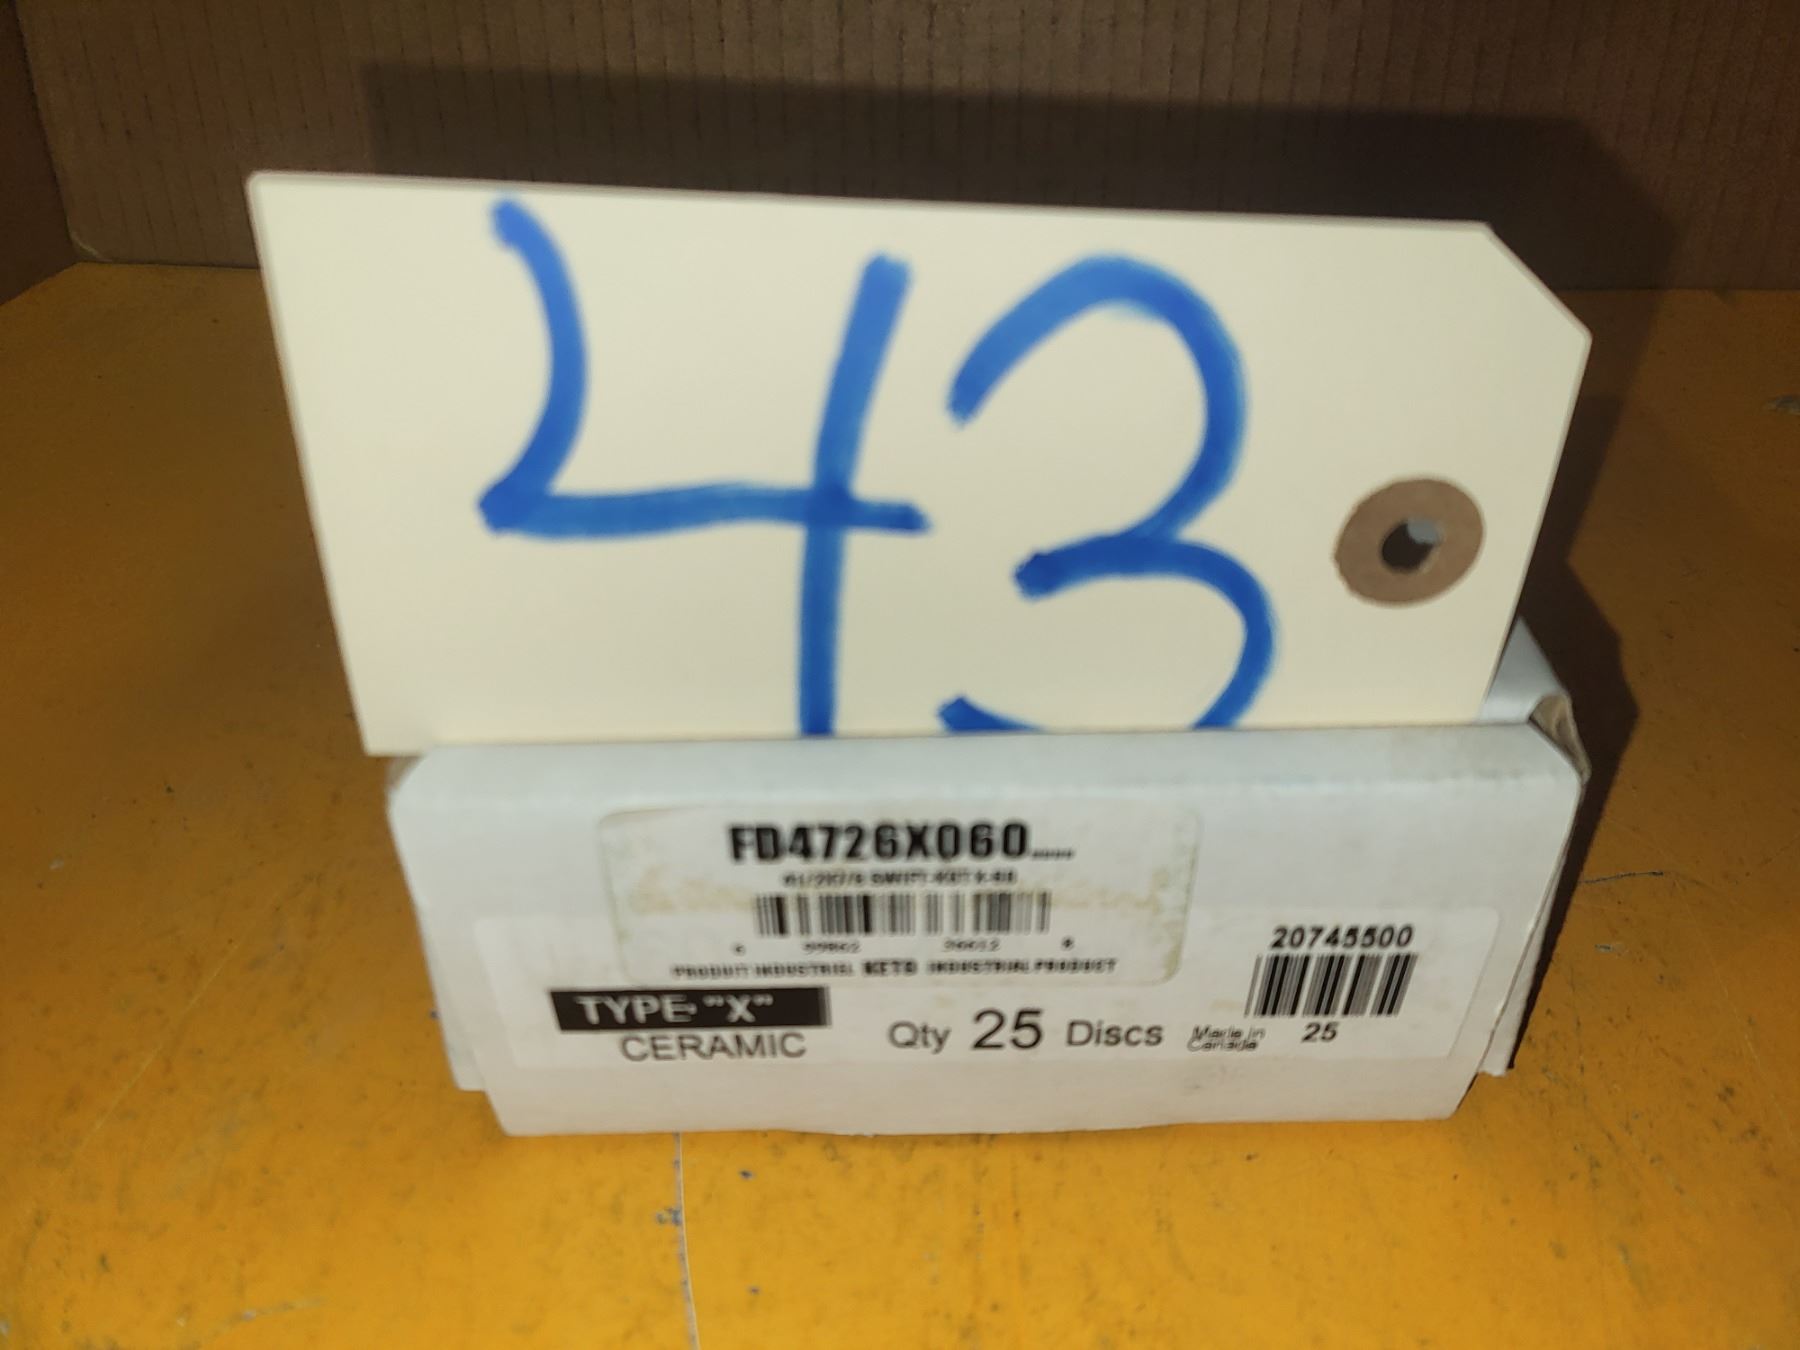 43
FD4726X060....
PRODUIT INDUSTRIEL KETO INDUSTRIAL PRODUCT
20745500
TYPE "X"
CERAMIC
Qty 25 Discs
Made in
Canada
25